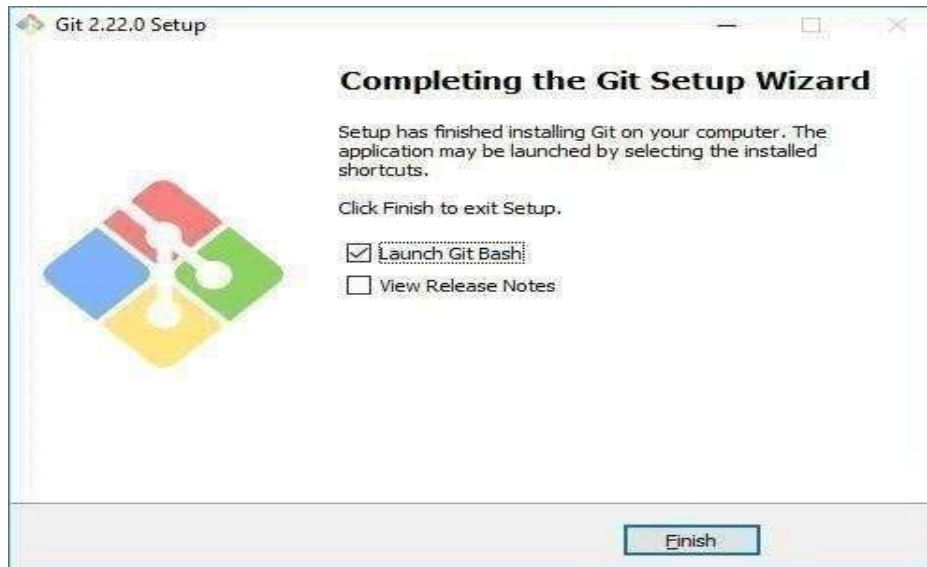 Git 2.22.0 Setup
Completing the Git Setup Wizard
Setup has finished installing Git on your computer. The
application may be launched by selecting the installed
shortcuts.
Click Finish to exit Setup.
Launch Git Bash
View Release Notes
Finish